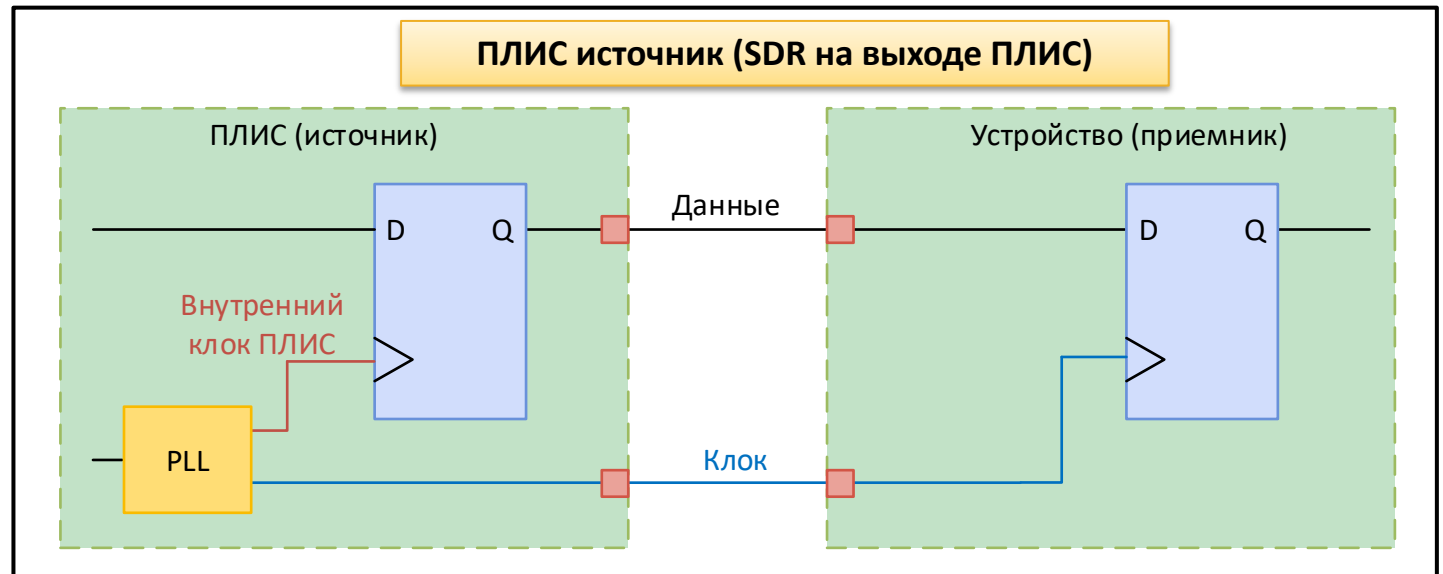 ПЛИС источник (SDR на выходе ПЛИС)
ПЛИС (источник)
Устройство (приемник)
D
Q
Данные
D
Q
Внутренний
клок ПЛИС
PLL
Клок